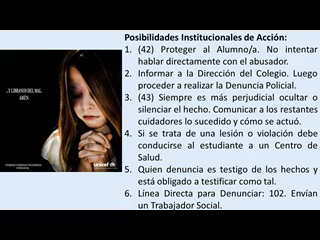 ...Y LIBRANOS DEL MAL.
AMÉN
unicef
Posibilidades Institucionales de Acción:
1. (42) Proteger al Alumno/a. No intentar
hablar directamente con el abusador.
2. Informar a la Dirección del Colegio. Luego
proceder a realizar la Denuncia Policial.
3. (43) Siempre es más perjudicial ocultar o
silenciar el hecho. Comunicar a los restantes
cuidadores lo sucedido y cómo se actuó.
4. Si se trata de una lesión o violación debe
conducirse al estudiante a un Centro de
Salud.
5. Quien denuncia es testigo de los hechos y
está obligado a testificar como tal.
6. Línea Directa para Denunciar: 102. Envían
un Trabajador Social.